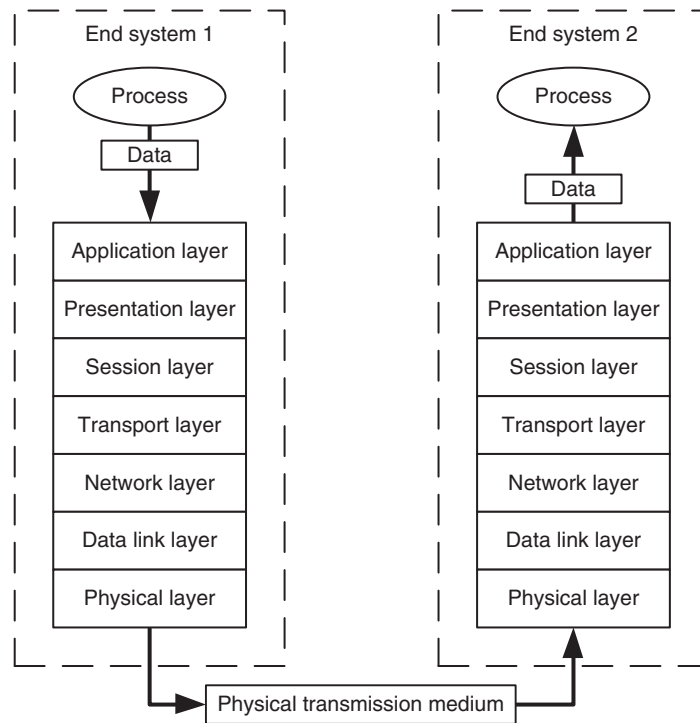 End system 1
Process
Data
Application layer
Presentation layer
Session layer
Transport layer
Network layer
Data link layer
Physical layer
End system 2
Process
Data
Application layer
Presentation layer
Session layer
Transport layer
Network layer
Data link layer
Physical layer
Physical transmission medium